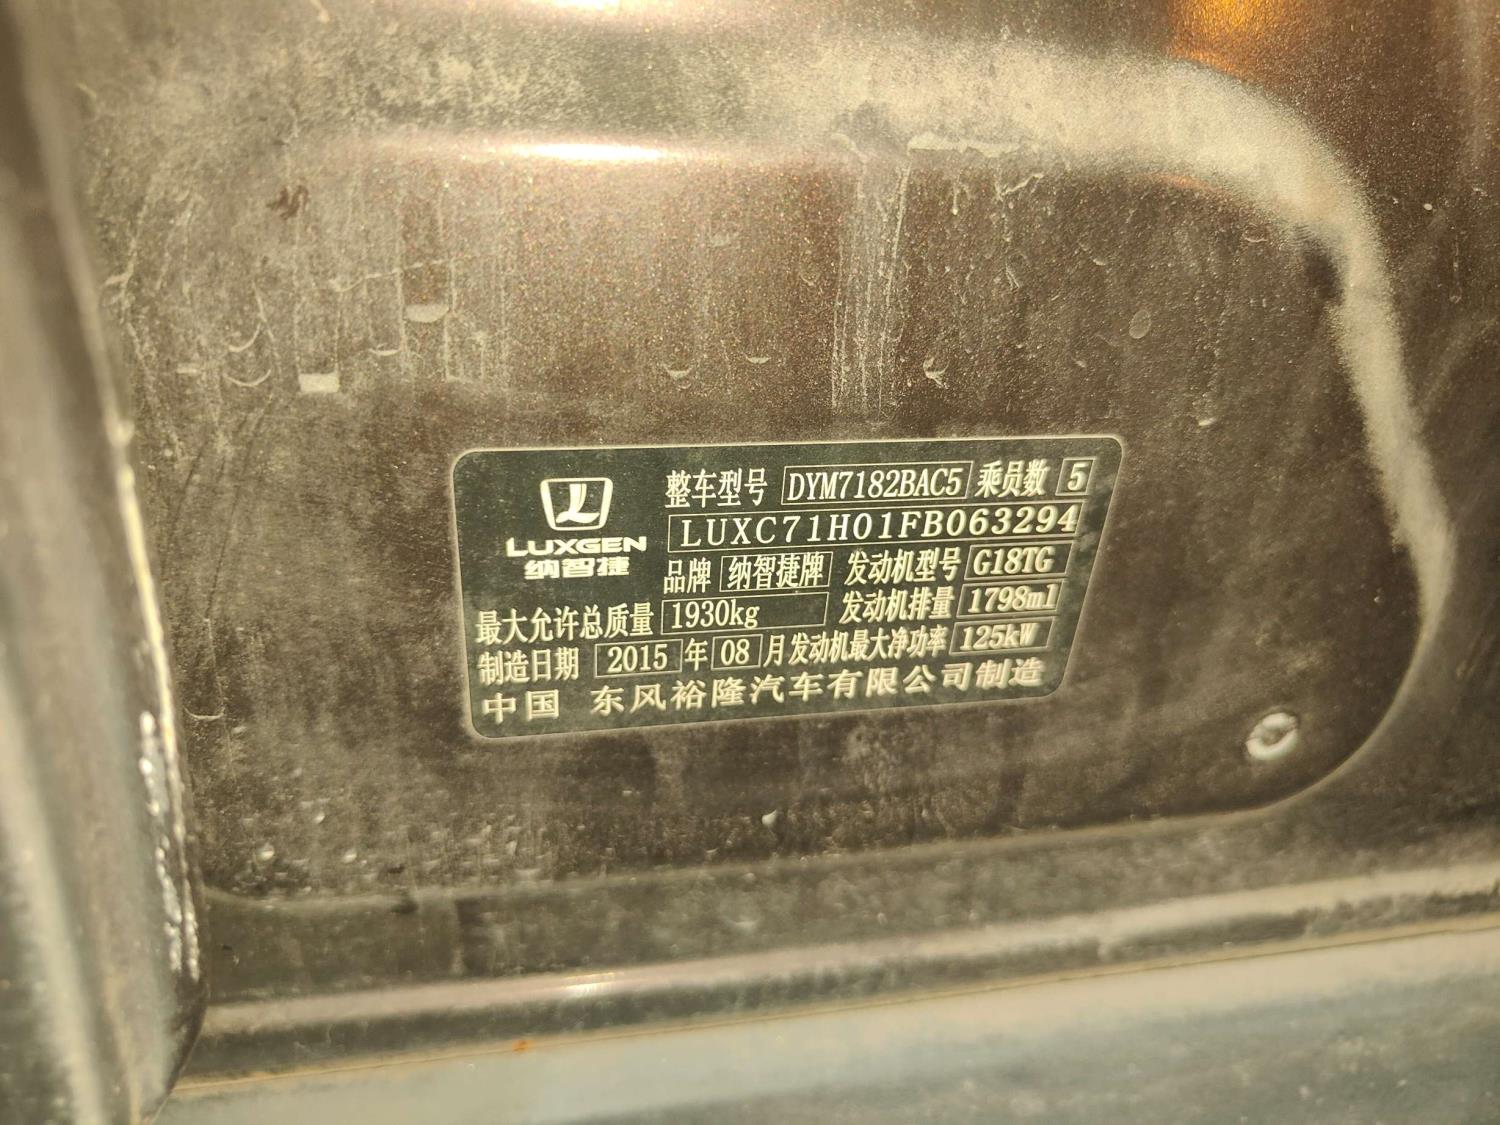 LUXGEN
纳智捷
整车型号 DYM7182BAC5 乘员数 5
LUXC71H01FB063294
品牌 纳智捷牌 发动机型号 G18TG
最大允许总质量 1930kg 发动机排量 1798ml
制造日期 2015 年 08 月 发动机最大净功率 125kW
中国 东风裕隆汽车有限公司制造